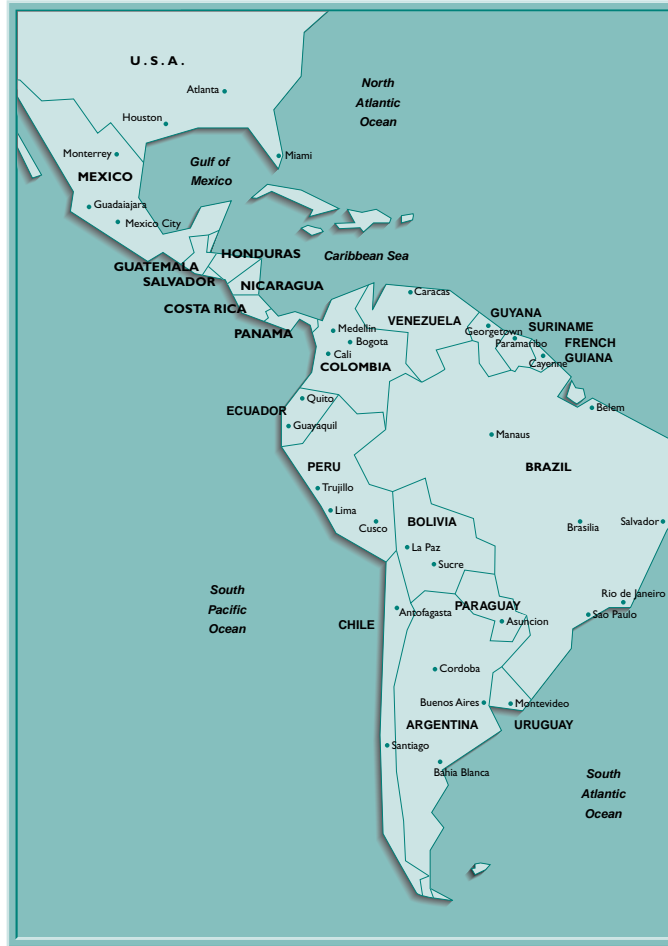 U.S.A.
Atlanta
North
Atlantic
Ocean
Houston
Monterrey
Miami
Gulf of
Mexico
MEXICO
Guadaiajara
Mexico City
HONDURAS
Caribbean Sea
GUATEMALA
SALVADOR
NICARAGUA
Caracas
COSTA RICA
GUYANA
VENEZUELA
SURINAME
PANAMA
Medellin
Georgetown
Bogota
Paramaribo
FRENCH
Cali
GUIANA
Cayenne
COLOMBIA
Quito
ECUADOR
Belem
Guayaquil
Manaus
PERU
BRAZIL
Trujillo
Lima
Cusco
BOLIVIA
Brasilia
Salvador
La Paz
Sucre
South
Pacific
Ocean
Rio de Janeiro
PARAGUAY
Antofagasta
Sao Paulo
CHILE
Asuncion
Cordoba
Buenos Aires
Montevideo
ARGENTINA
URUGUAY
Santiago
Bahia Blanca
South
Atlantic
Ocean